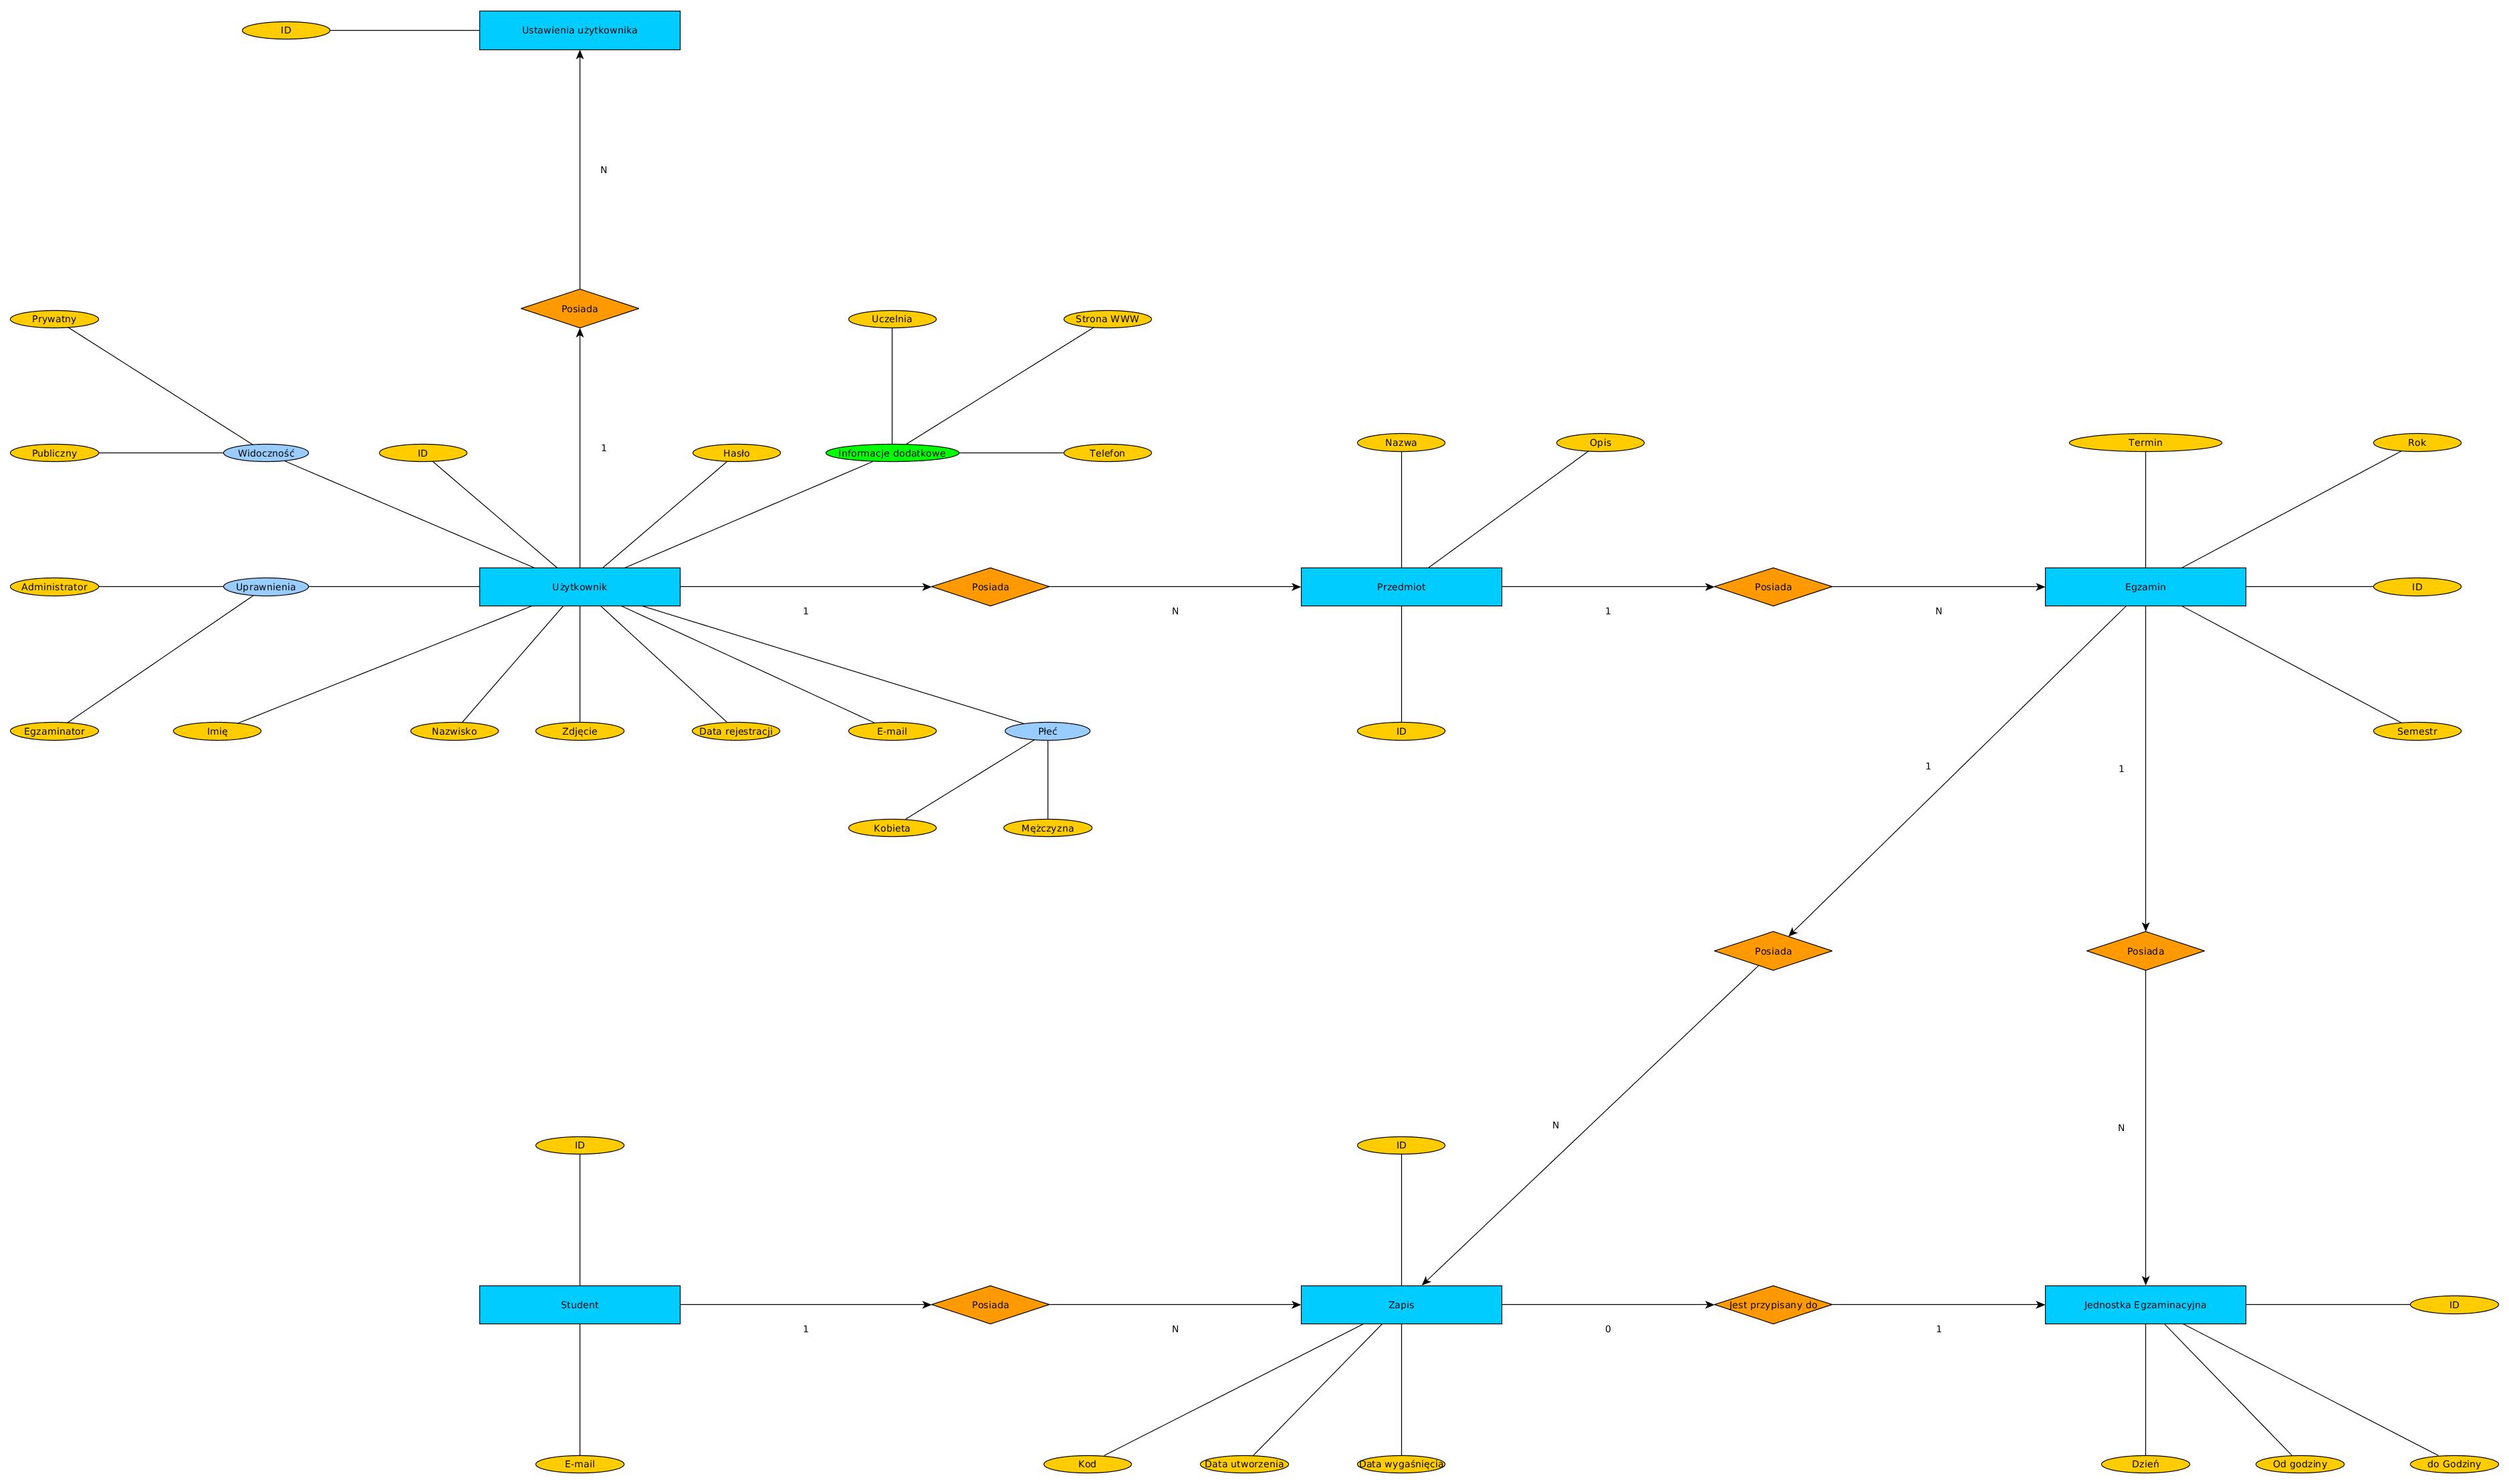 ID
Ustawienia użytkownika
N
Posiada
Prywatny
Uczelnia
Strona WWW
1
Publiczny
Widoczność
ID
Hasło
Informacje dodatkowe
Telefon
Nazwa
Opis
Termin
Rok
Administrator
Uprawnienia
Użytkownik
1
Posiada
N
Przedmiot
1
Posiada
N
Egzamin
ID
Egzaminator
Imię
Nazwisko
Zdjęcie
Data rejestracji
E-mail
Płeć
ID
Semestr
Kobieta
Mężczyzna
1
1
Posiada
Posiada
N
N
ID
ID
Student
1
Posiada
N
Zapis
0
Jest przypisany do
1
Jednostka Egzaminacyjna
ID
E-mail
Kod
Data utworzenia
Data wygaśnięcia
Dzień
Od godziny
do Godziny